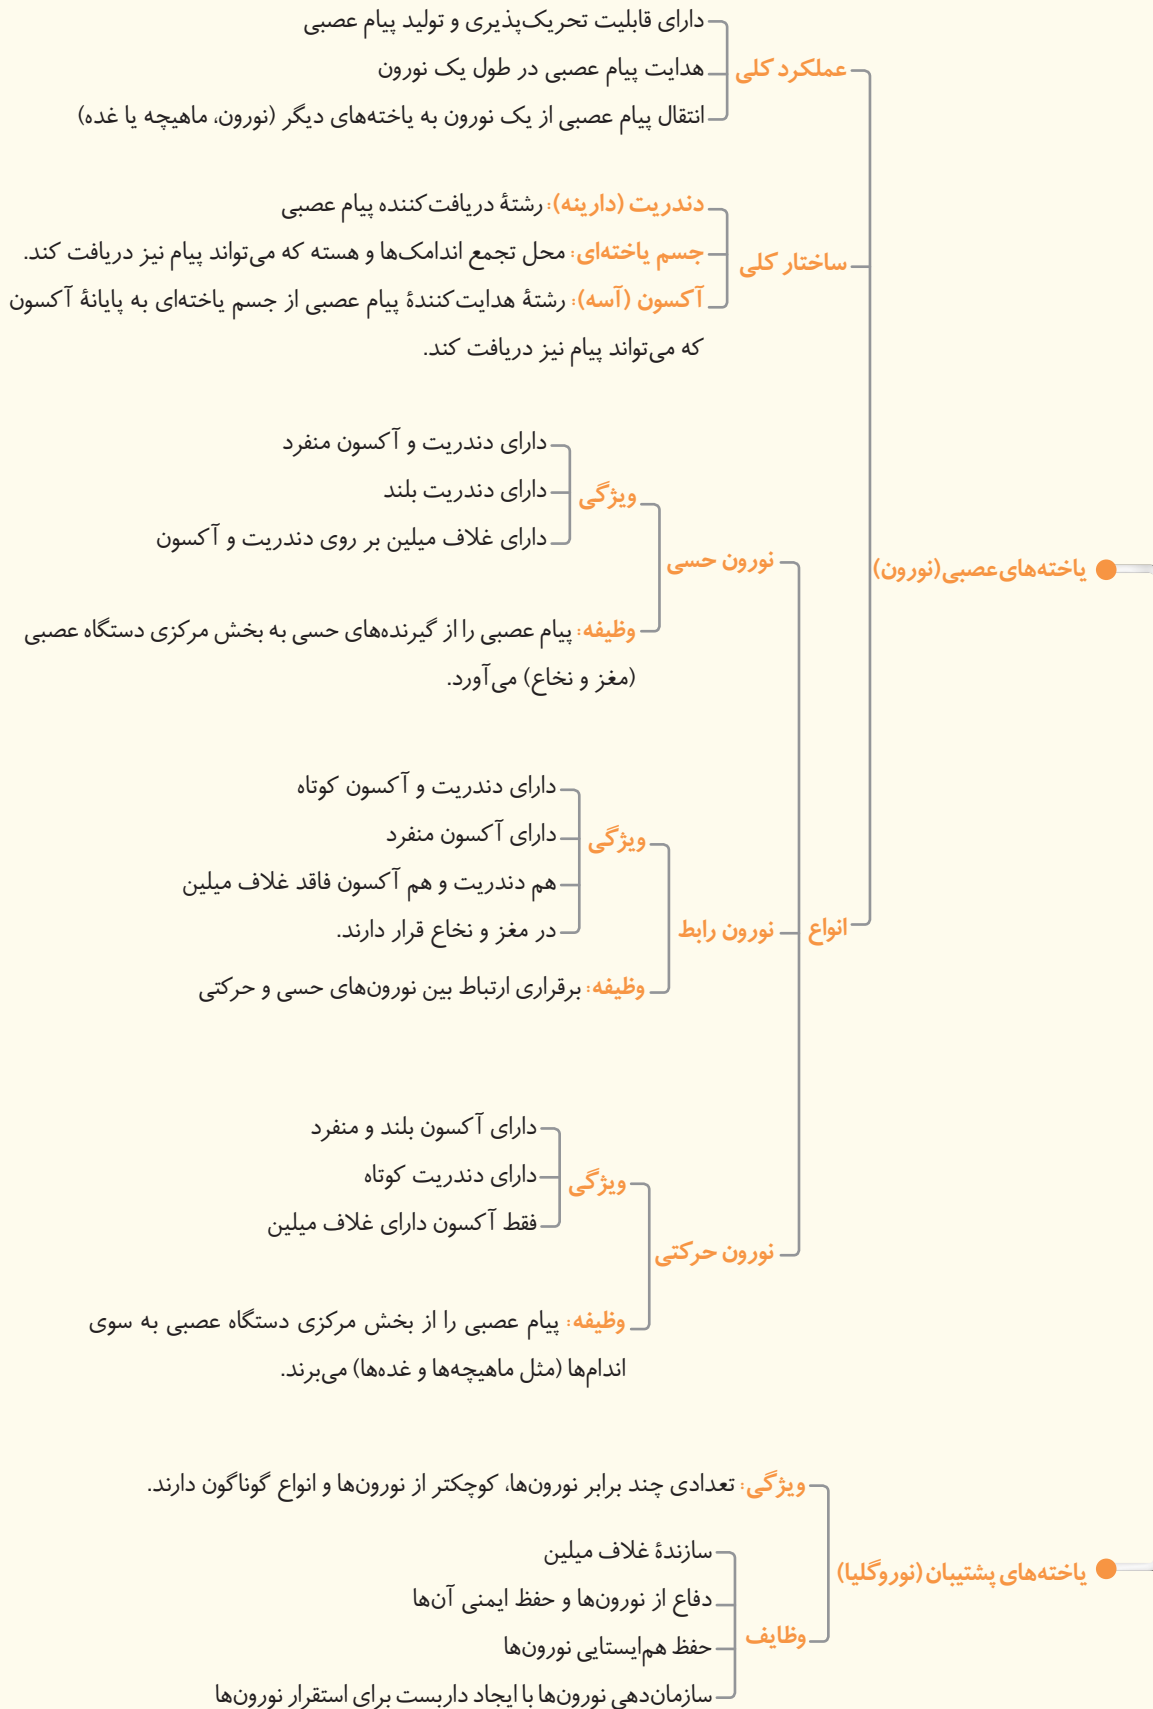 یاخته‌های عصبی (نورون)
عملکرد کلی
دارای قابلیت تحریک‌پذیری و تولید پیام عصبی
هدایت پیام عصبی در طول یک نورون
انتقال پیام عصبی از یک نورون به یاخته‌های دیگر (نورون، ماهیچه یا غده)
ساختار کلی
دندریت (دارینه): رشتۀ دریافت‌کننده پیام عصبی
جسم یاخته‌ای: محل تجمع اندامک‌ها و هسته که می‌تواند پیام نیز دریافت کند.
آکسون (آسه): رشتۀ هدایت‌کنندۀ پیام عصبی از جسم یاخته‌ای به پایانۀ آکسون
که می‌تواند پیام نیز دریافت کند.
انواع
نورون حسی
ویژگی
دارای دندریت و آکسون منفرد
دارای دندریت بلند
دارای غلاف میلین بر روی دندریت و آکسون
وظیفه: پیام عصبی را از گیرنده‌های حسی به بخش مرکزی دستگاه عصبی
(مغز و نخاع) می‌آورد.
نورون رابط
ویژگی
دارای دندریت و آکسون کوتاه
دارای آکسون منفرد
هم دندریت و هم آکسون فاقد غلاف میلین
در مغز و نخاع قرار دارند.
وظیفه: برقراری ارتباط بین نورون‌های حسی و حرکتی
نورون حرکتی
ویژگی
دارای آکسون بلند و منفرد
دارای دندریت کوتاه
فقط آکسون دارای غلاف میلین
وظیفه: پیام عصبی را از بخش مرکزی دستگاه عصبی به سوی
اندام‌ها (مثل ماهیچه‌ها و غده‌ها) می‌برند.
یاخته‌های پشتیبان (نوروگلیا)
ویژگی: تعدادی چند برابر نورون‌ها، کوچکتر از نورون‌ها و انواع گوناگون دارند.
وظایف
سازندۀ غلاف میلین
دفاع از نورون‌ها و حفظ ایمنی آن‌ها
حفظ هم‌ایستایی نورون‌ها
سازمان‌دهی نورون‌ها با ایجاد داربست برای استقرار نورون‌ها